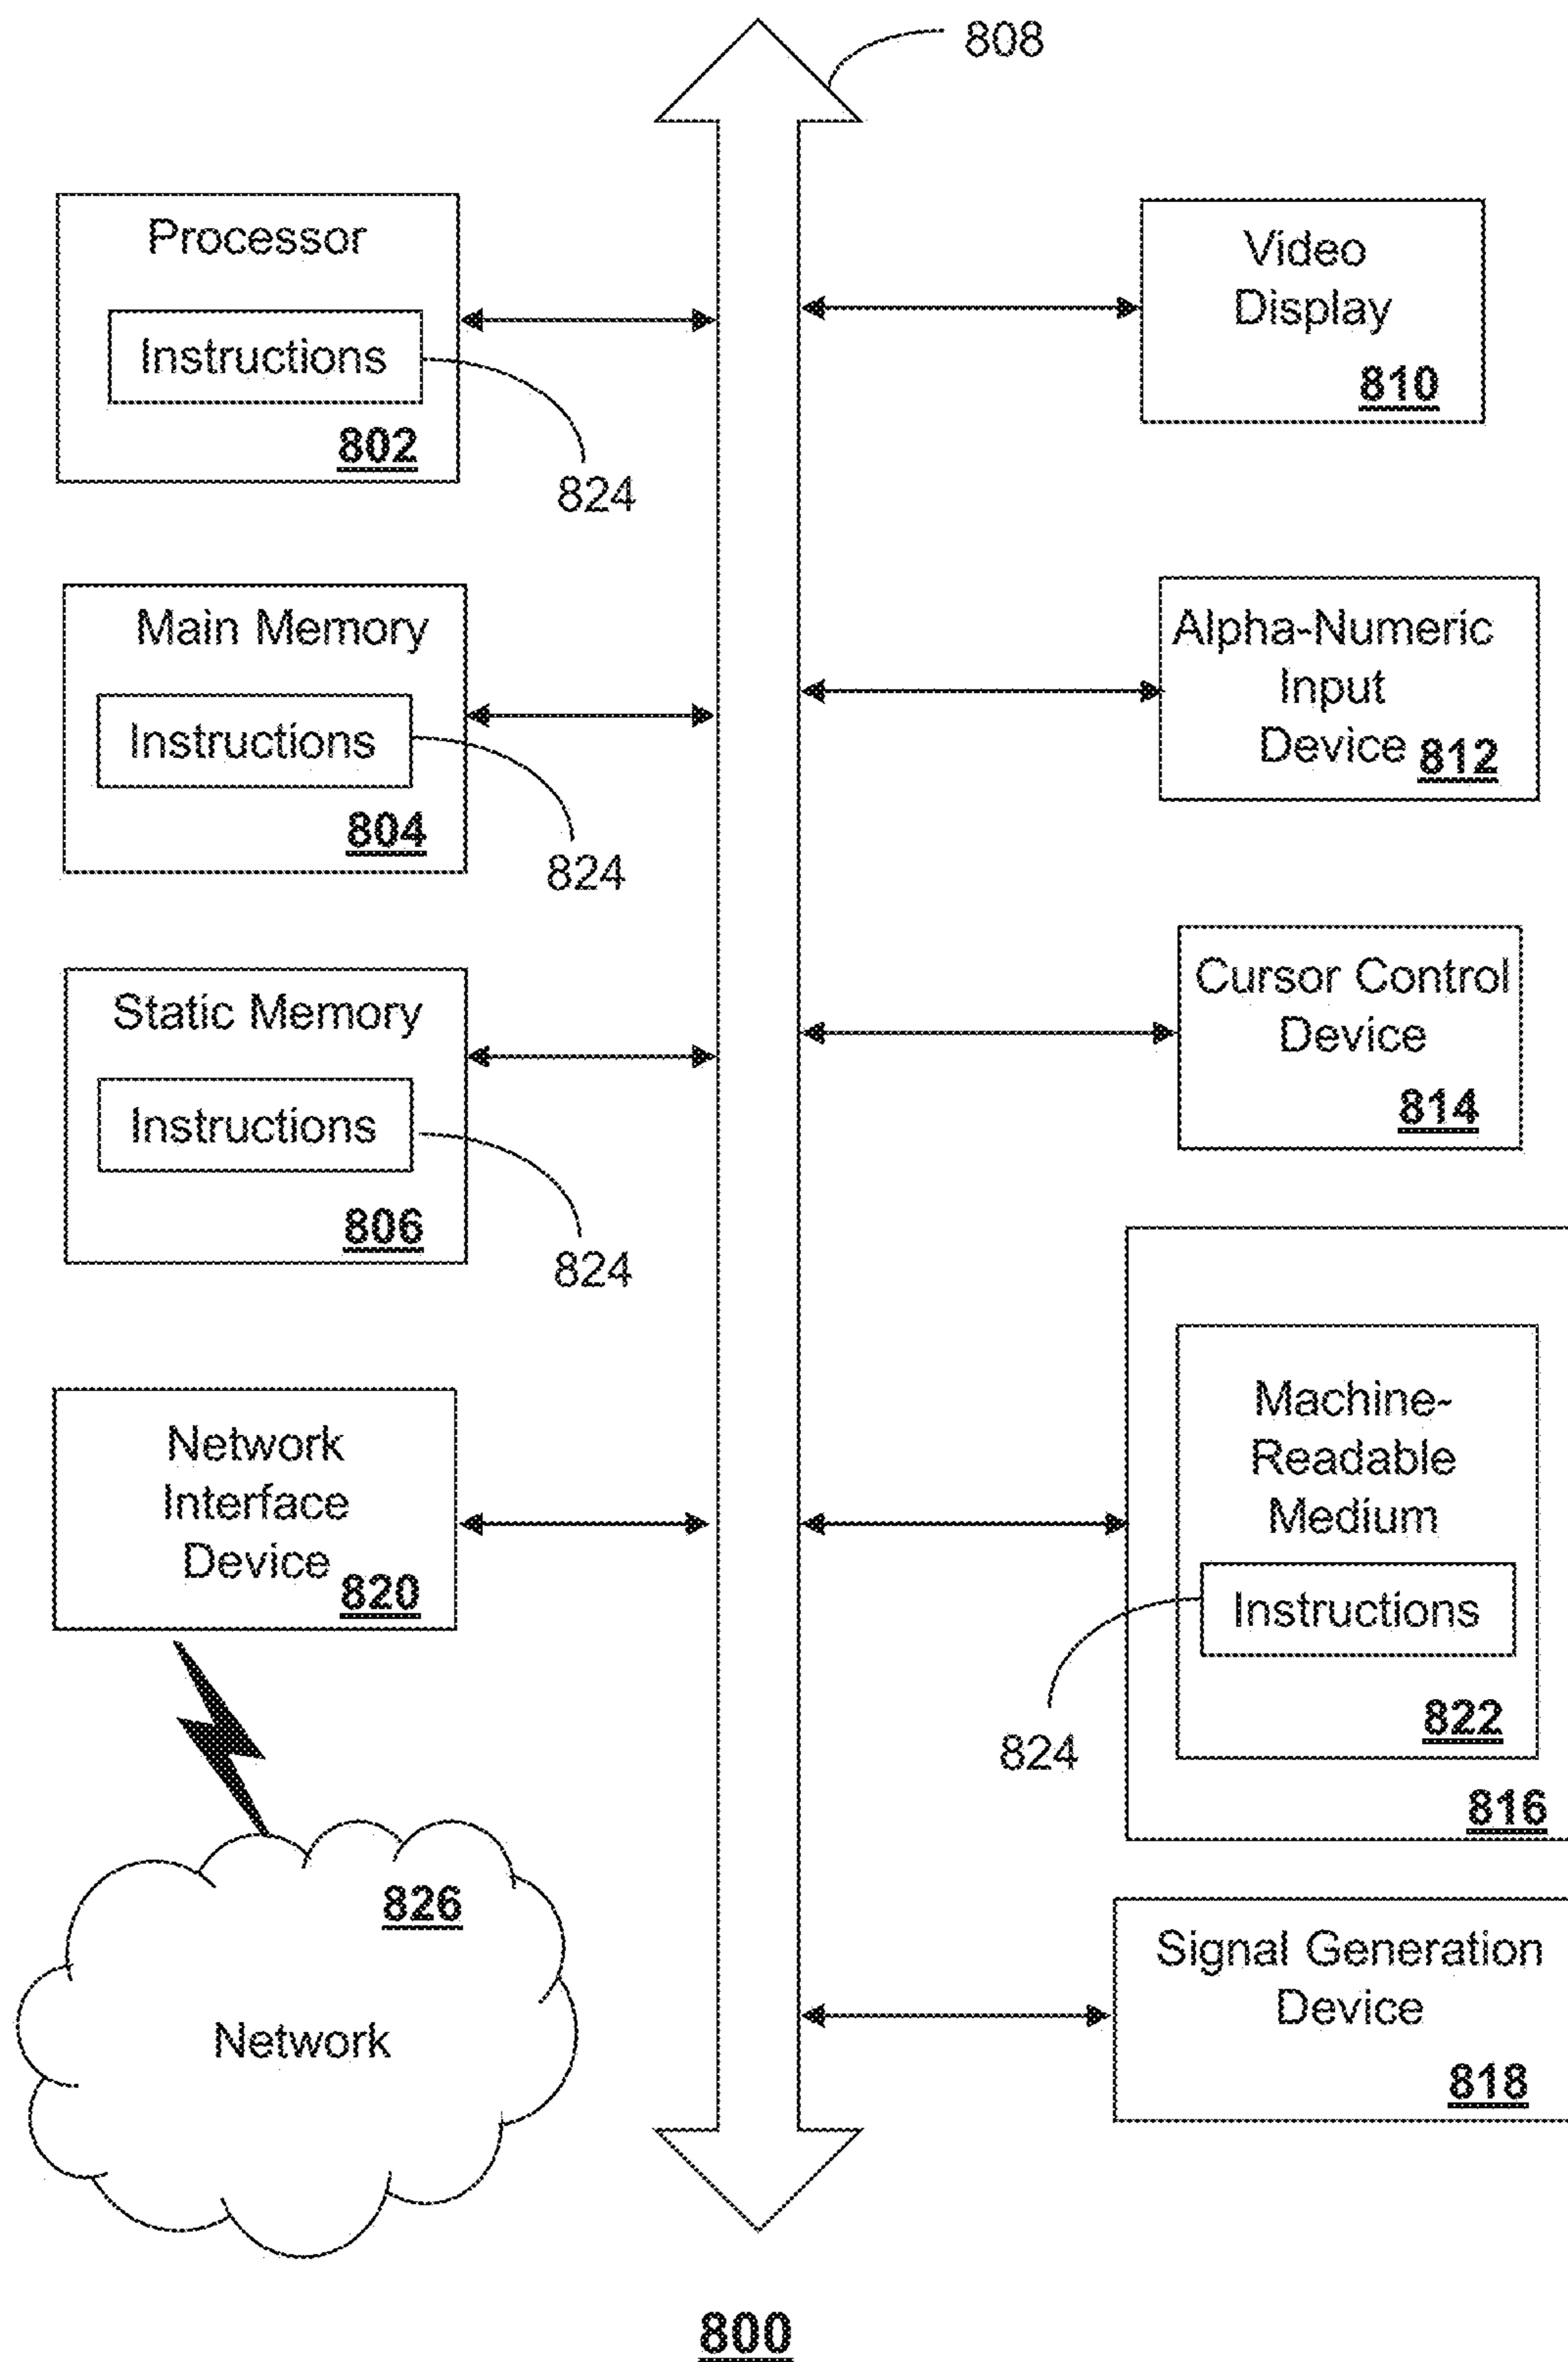 808
Processor
Instructions
802
824
Main Memory
Instructions
804
824
Static Memory
Instructions
806
824
Network
Interface
Device
820
826
Network
Video
Display
810
Alpha-Numeric
Input
Device 812
Cursor Control
Device
814
Machine-
Readable
Medium
Instructions
822
824
816
Signal Generation
Device
818
800